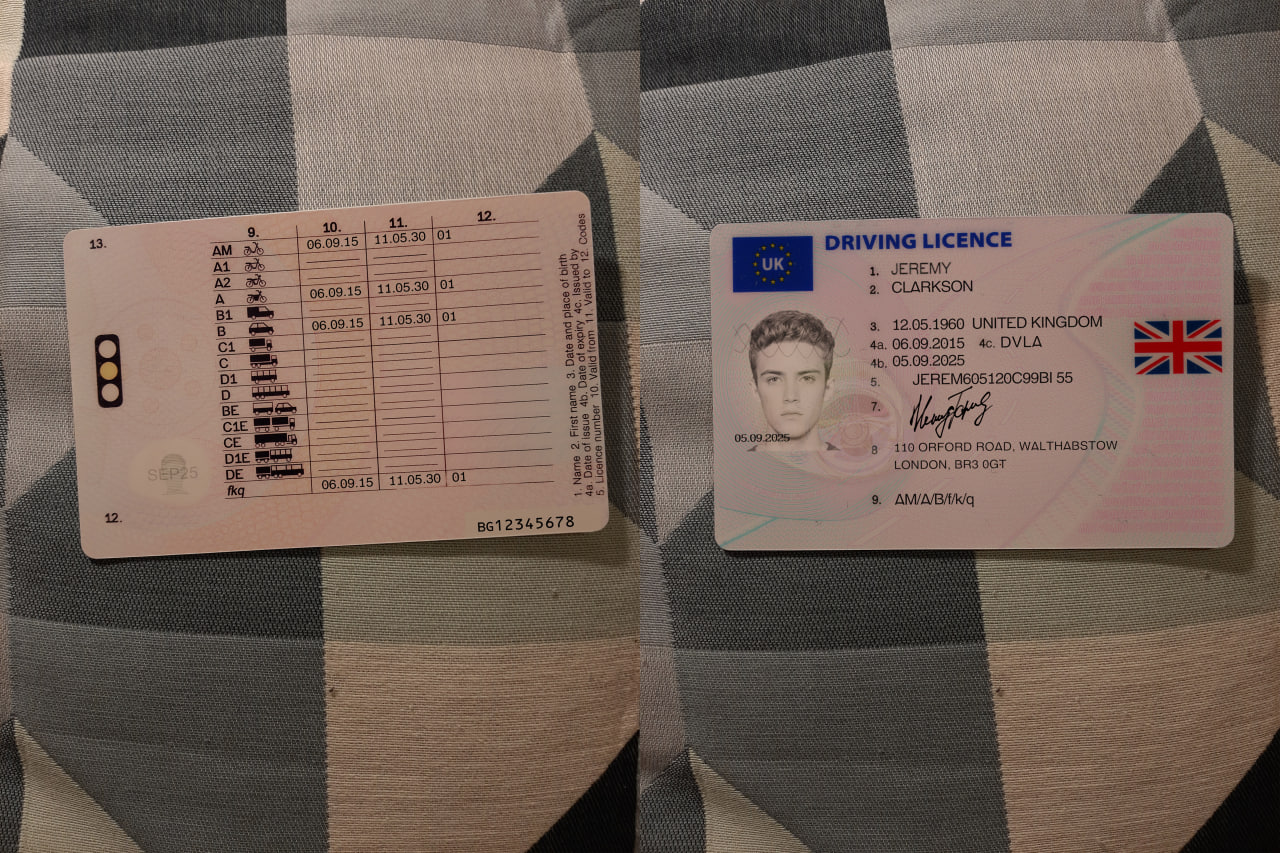 13.
9. 10. 11. 12.
AM 06.09.15 11.05.30 01
A1
A2
A 06.09.15 11.05.30 01
B1
B 06.09.15 11.05.30 01
C1
C
D1
D
BE
C1E
CE
D1E
DE
fkq 06.09.15 11.05.30 01
SEP25
12.
BG12345678
1. Name 2. First name 3. Date and place of birth
4a. Date of issue 4b. Date of expiry 4c. Issued by
5. Licence number 10. Valid from 11. Valid to 12. Codes
UK
DRIVING LICENCE
1. JEREMY
2. CLARKSON
3. 12.05.1960 UNITED KINGDOM
4a. 06.09.2015 4c. DVLA
4b. 05.09.2025
5. JEREM605120C99BI 55
7.
05.09.2025
8 110 ORFORD ROAD, WALTHABSTOW
LONDON, BR3 0GT
9. AM/A/B/f/k/q